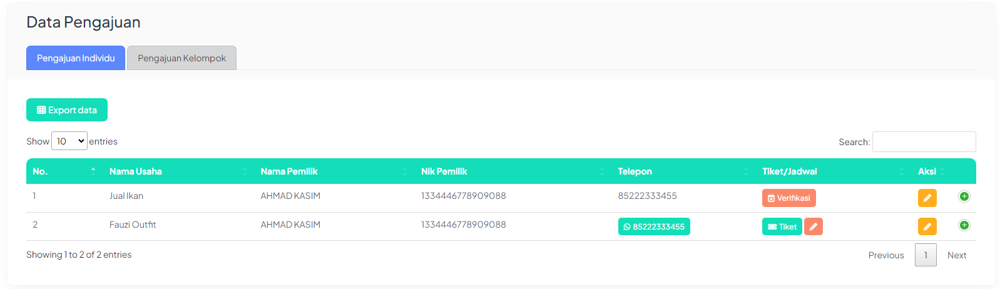 Data Pengajuan
Pengajuan Individu Pengajuan Kelompok
Export data
Show 10 entries Search:
No. Nama Usaha Nama Pemilik Nik Pemilik Telepon Tiket/Jadwal Aksi
1 Jual Ikan AHMAD KASIM 1334446778909088 85222333455 Verifikasi
2 Fauzi Outfit AHMAD KASIM 1334446778909088 85222333455 Tiket
Showing 1 to 2 of 2 entries Previous 1 Next